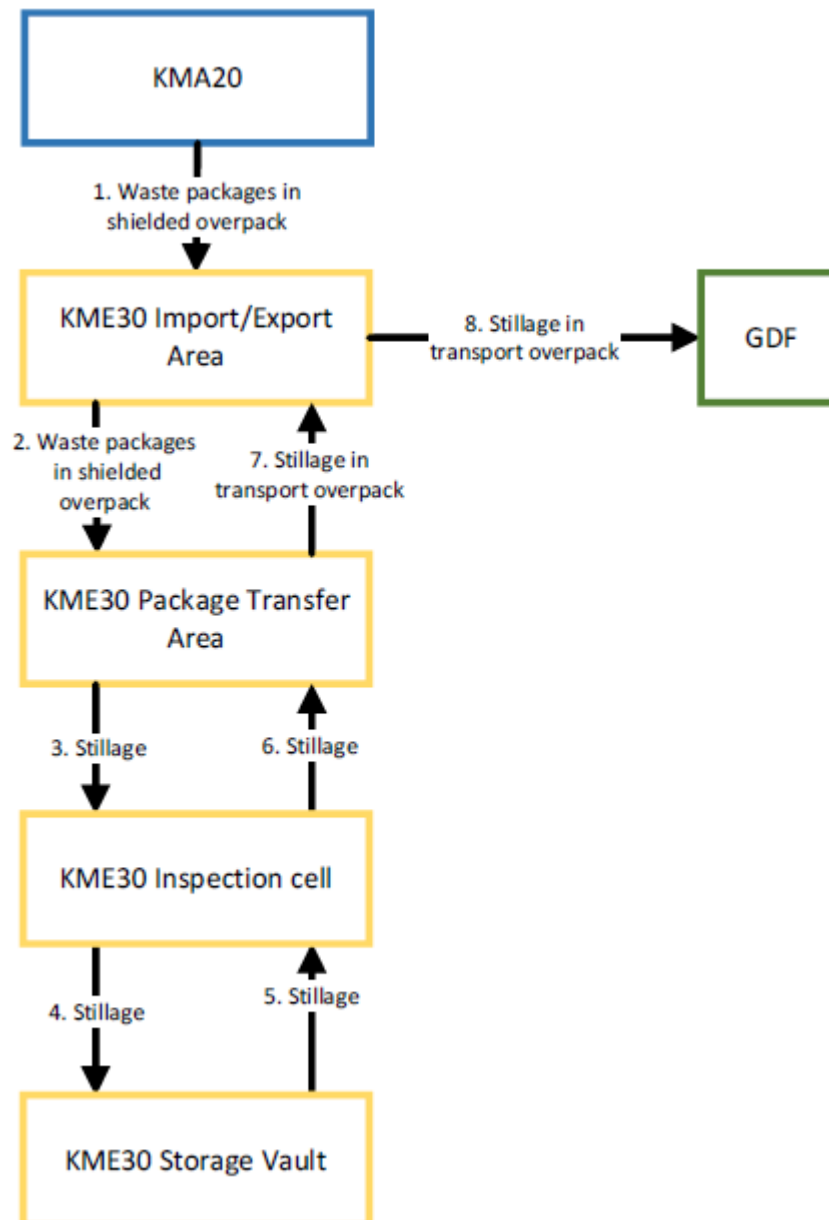 KMA20
1. Waste packages in
shielded overpack
KME30 Import/Export
Area
8. Stillage in
transport overpack
GDF
2. Waste packages
in shielded
overpack
7. Stillage in
transport overpack
KME30 Package Transfer
Area
3. Stillage
6. Stillage
KME30 Inspection cell
4. Stillage
5. Stillage
KME30 Storage Vault